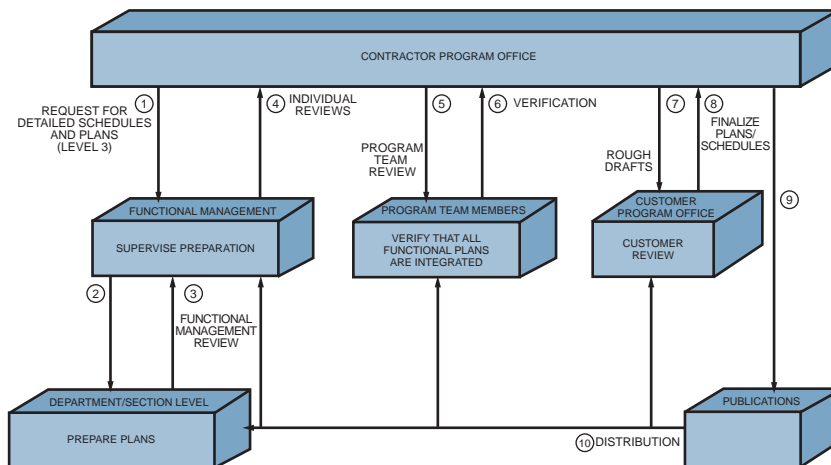 CONTRACTOR PROGRAM OFFICE
1
REQUEST FOR
DETAILED SCHEDULES
AND PLANS
(LEVEL 3)
4
INDIVIDUAL
REVIEWS
5
PROGRAM
TEAM
REVIEW
6
VERIFICATION
7
ROUGH
DRAFTS
8
FINALIZE
PLANS/
SCHEDULES
9
FUNCTIONAL MANAGEMENT
SUPERVISE PREPARATION
PROGRAM TEAM MEMBERS
VERIFY THAT ALL
FUNCTIONAL PLANS
ARE INTEGRATED
CUSTOMER
PROGRAM OFFICE
CUSTOMER
REVIEW
2
3
FUNCTIONAL
MANAGEMENT
REVIEW
DEPARTMENT/SECTION LEVEL
PREPARE PLANS
10 DISTRIBUTION
PUBLICATIONS